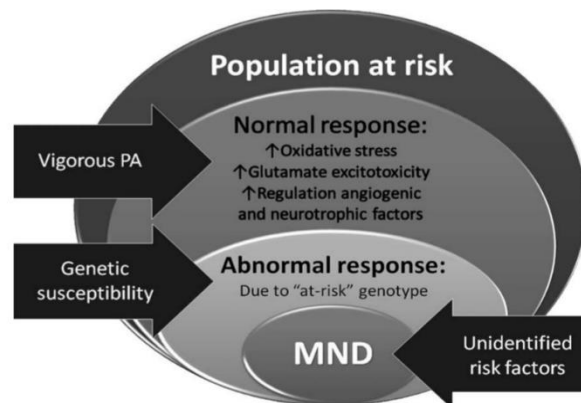 Population at risk
Normal response:
↑Oxidative stress
↑Glutamate excitotoxicity
↑Regulation angiogenic
and neurotrophic factors
Vigorous PA
Abnormal response:
Due to “at-risk” genotype
Genetic
susceptibility
MND
Unidentified
risk factors